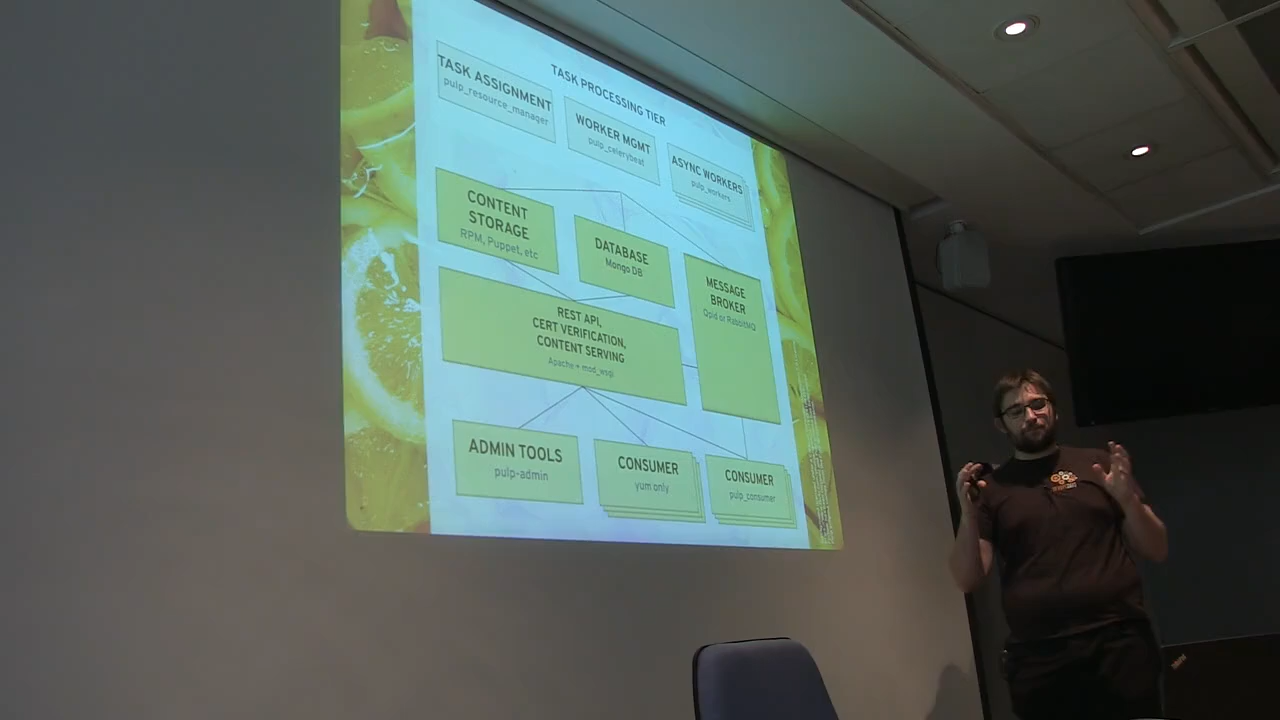 TASK PROCESSING TIER
TASK ASSIGNMENT
pulp_resource_manager
WORKER MGMT
pulp_celerybeat
ASYNC WORKERS
pulp_workers
CONTENT
STORAGE
RPM, Puppet, etc
DATABASE
Mongo DB
MESSAGE
BROKER
Qpid or RabbitMQ
REST API,
CERT VERIFICATION,
CONTENT SERVING
Apache + mod_wsgi
ADMIN TOOLS
pulp-admin
CONSUMER
yum only
CONSUMER
pulp_consumer